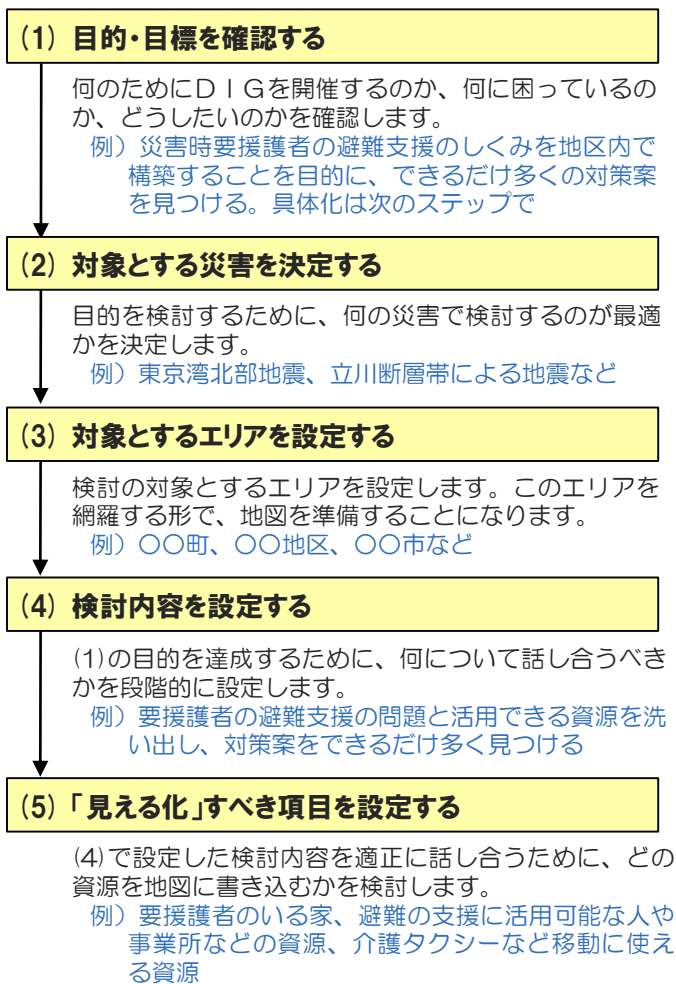 (1) 目的・目標を確認する
何のためにDIGを開催するのか、何に困っているの
か、どうしたいのかを確認します。
例）災害時要援護者の避難支援のしくみを地区内で
構築することを目的に、できるだけ多くの対策案
を見つける。具体化は次のステップで
(2) 対象とする災害を決定する
目的を検討するために、何の災害で検討するのが最適
かを決定します。
例）東京湾北部地震、立川断層帯による地震など
(3) 対象とするエリアを設定する
検討の対象とするエリアを設定します。このエリアを
網羅する形で、地図を準備することになります。
例）〇〇町、〇〇地区、〇〇市など
(4) 検討内容を設定する
(1)の目的を達成するために、何について話し合うべき
かを段階的に設定します。
例）要援護者の避難支援の問題と活用できる資源を洗
い出し、対策案をできるだけ多く見つける
(5)「見える化」すべき項目を設定する
(4)で設定した検討内容を適正に話し合うために、どの
資源を地図に書き込むかを検討します。
例）要援護者のいる家、避難の支援に活用可能な人や
事業所などの資源、介護タクシーなど移動に使え
る資源